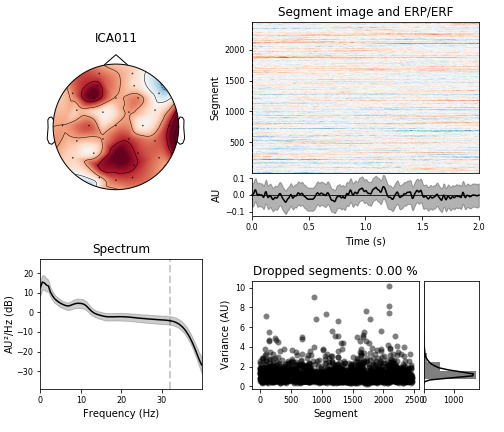 ICA011
Segment image and ERP/ERF
Segment
2000
1500
1000
500
AU
0.1
0.0
−0.1
0.0 0.5 1.0 1.5 2.0
Time (s)
Spectrum
AU²/Hz (dB)
20
10
0
−10
−20
−30
0 10 20 30
Frequency (Hz)
Dropped segments: 0.00 %
Variance (AU)
10
8
6
4
2
0
0 500 1000 1500 2000 2500
Segment
0 1000